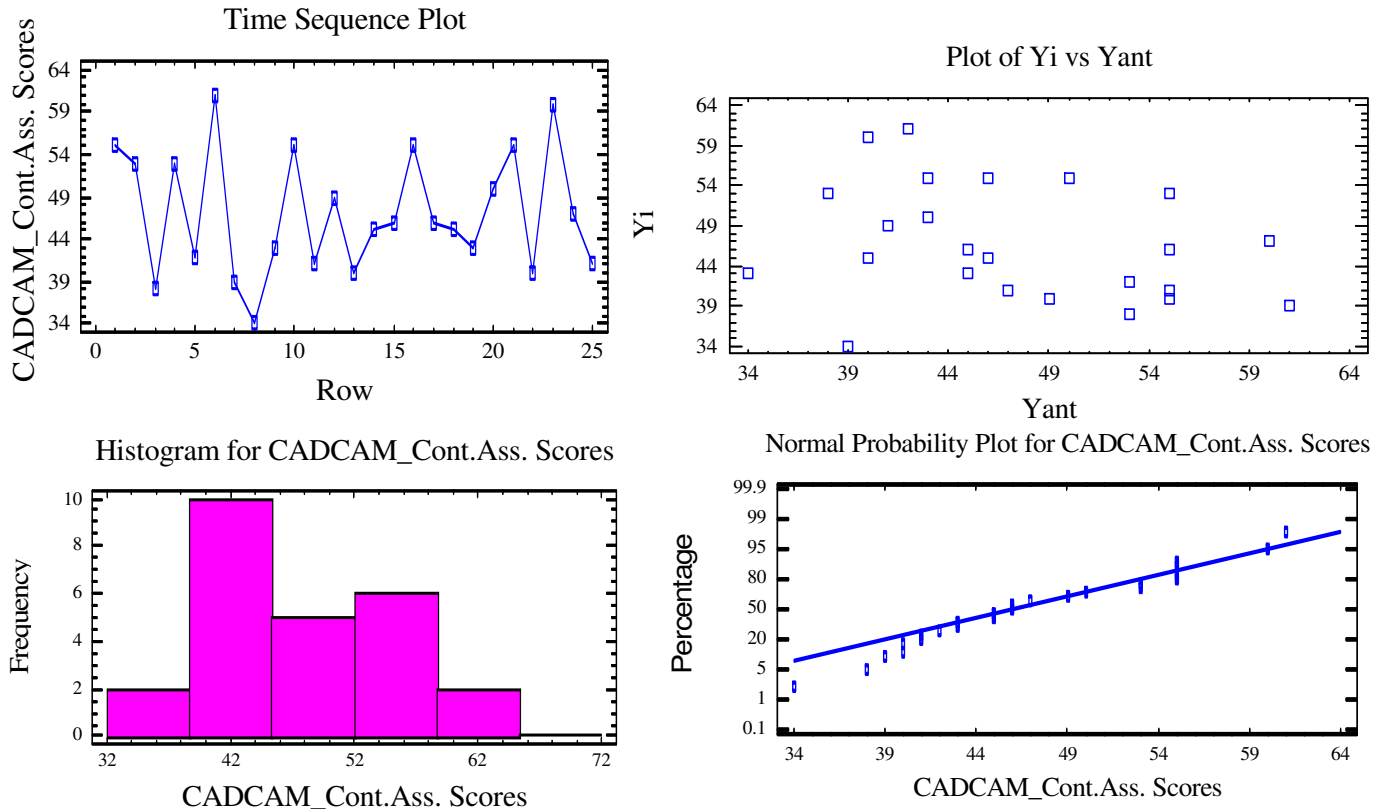 Time Sequence Plot
CADCAM_Cont.Ass. Scores
64
59
54
49
44
39
34
0 5 10 15 20 25
Row
Plot of Yi vs Yant
Yi
64
59
54
49
44
39
34
34 39 44 49 54 59 64
Yant
Histogram for CADCAM_Cont.Ass. Scores
Frequency
10
8
6
4
2
0
32 42 52 62 72
CADCAM_Cont.Ass. Scores
Normal Probability Plot for CADCAM_Cont.Ass. Scores
Percentage
99.9
99
95
80
50
20
5
1
0.1
34 39 44 49 54 59 64
CADCAM_Cont.Ass. Scores